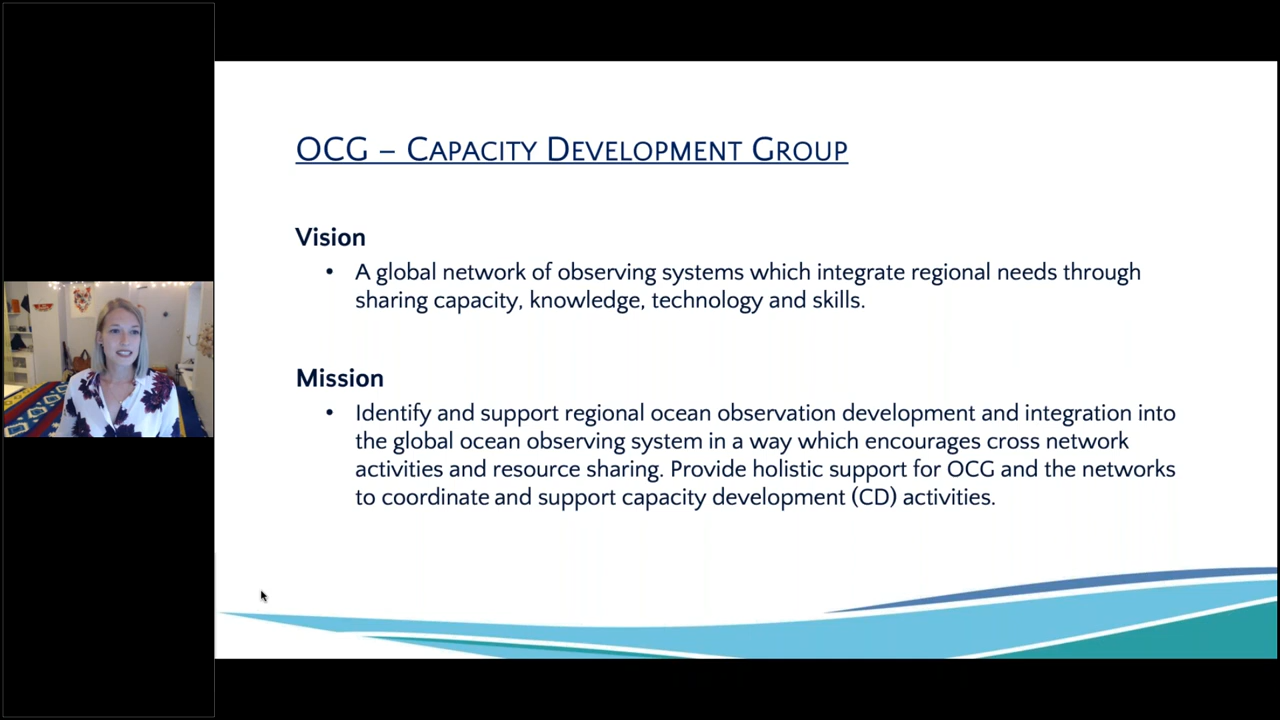 OCG – Capacity Development Group
Vision
• A global network of observing systems which integrate regional needs through
sharing capacity, knowledge, technology and skills.
Mission
• Identify and support regional ocean observation development and integration into
the global ocean observing system in a way which encourages cross network
activities and resource sharing. Provide holistic support for OCG and the networks
to coordinate and support capacity development (CD) activities.